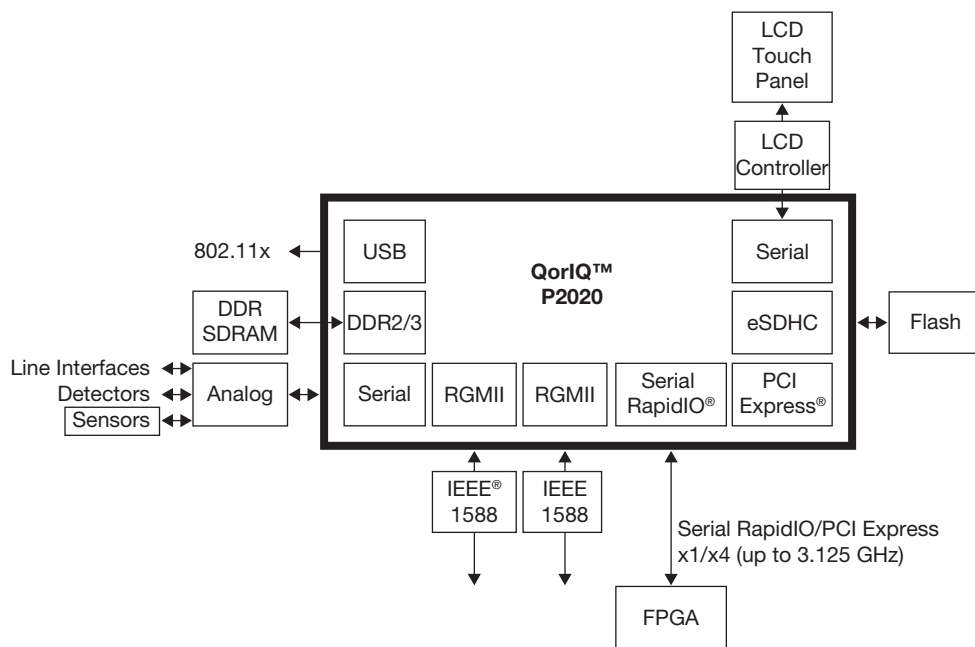 LCD
Touch
Panel
LCD
Controller
802.11x
USB
QorIQ™
P2020
Serial
DDR
SDRAM
DDR2/3
eSDHC
Flash
Line Interfaces
Detectors
Sensors
Analog
Serial
RGMII
RGMII
Serial
RapidIO®
PCI
Express®
IEEE®
1588
IEEE
1588
Serial RapidIO/PCI Express
x1/x4 (up to 3.125 GHz)
FPGA